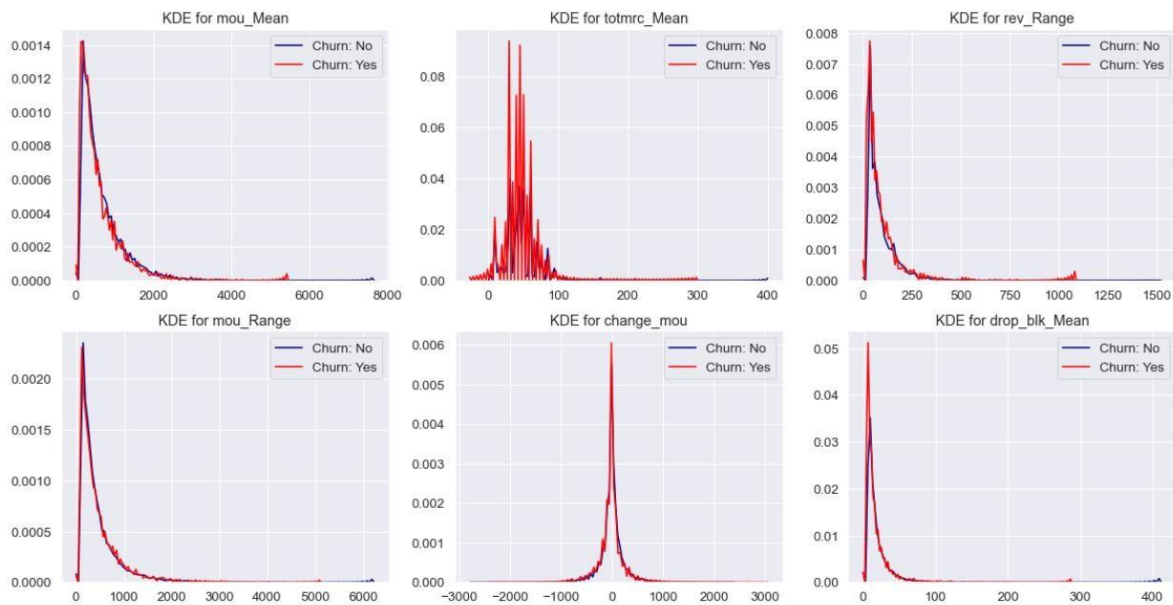 KDE for mou_Mean
0.0014
0.0012
0.0010
0.0008
0.0006
0.0004
0.0002
0.0000
0 2000 4000 6000 8000
Churn: No
Churn: Yes
KDE for totmrc_Mean
0.08
0.06
0.04
0.02
0.00
0 100 200 300 400
Churn: No
Churn: Yes
KDE for rev_Range
0.008
0.007
0.006
0.005
0.004
0.003
0.002
0.001
0.000
0 250 500 750 1000 1250 1500
Churn: No
Churn: Yes
KDE for mou_Range
0.0020
0.0015
0.0010
0.0005
0.0000
0 1000 2000 3000 4000 5000 6000
Churn: No
Churn: Yes
KDE for change_mou
0.006
0.005
0.004
0.003
0.002
0.001
0.000
−3000 −2000 −1000 0 1000 2000 3000
Churn: No
Churn: Yes
KDE for drop_blk_Mean
0.05
0.04
0.03
0.02
0.01
0.00
0 100 200 300 400
Churn: No
Churn: Yes